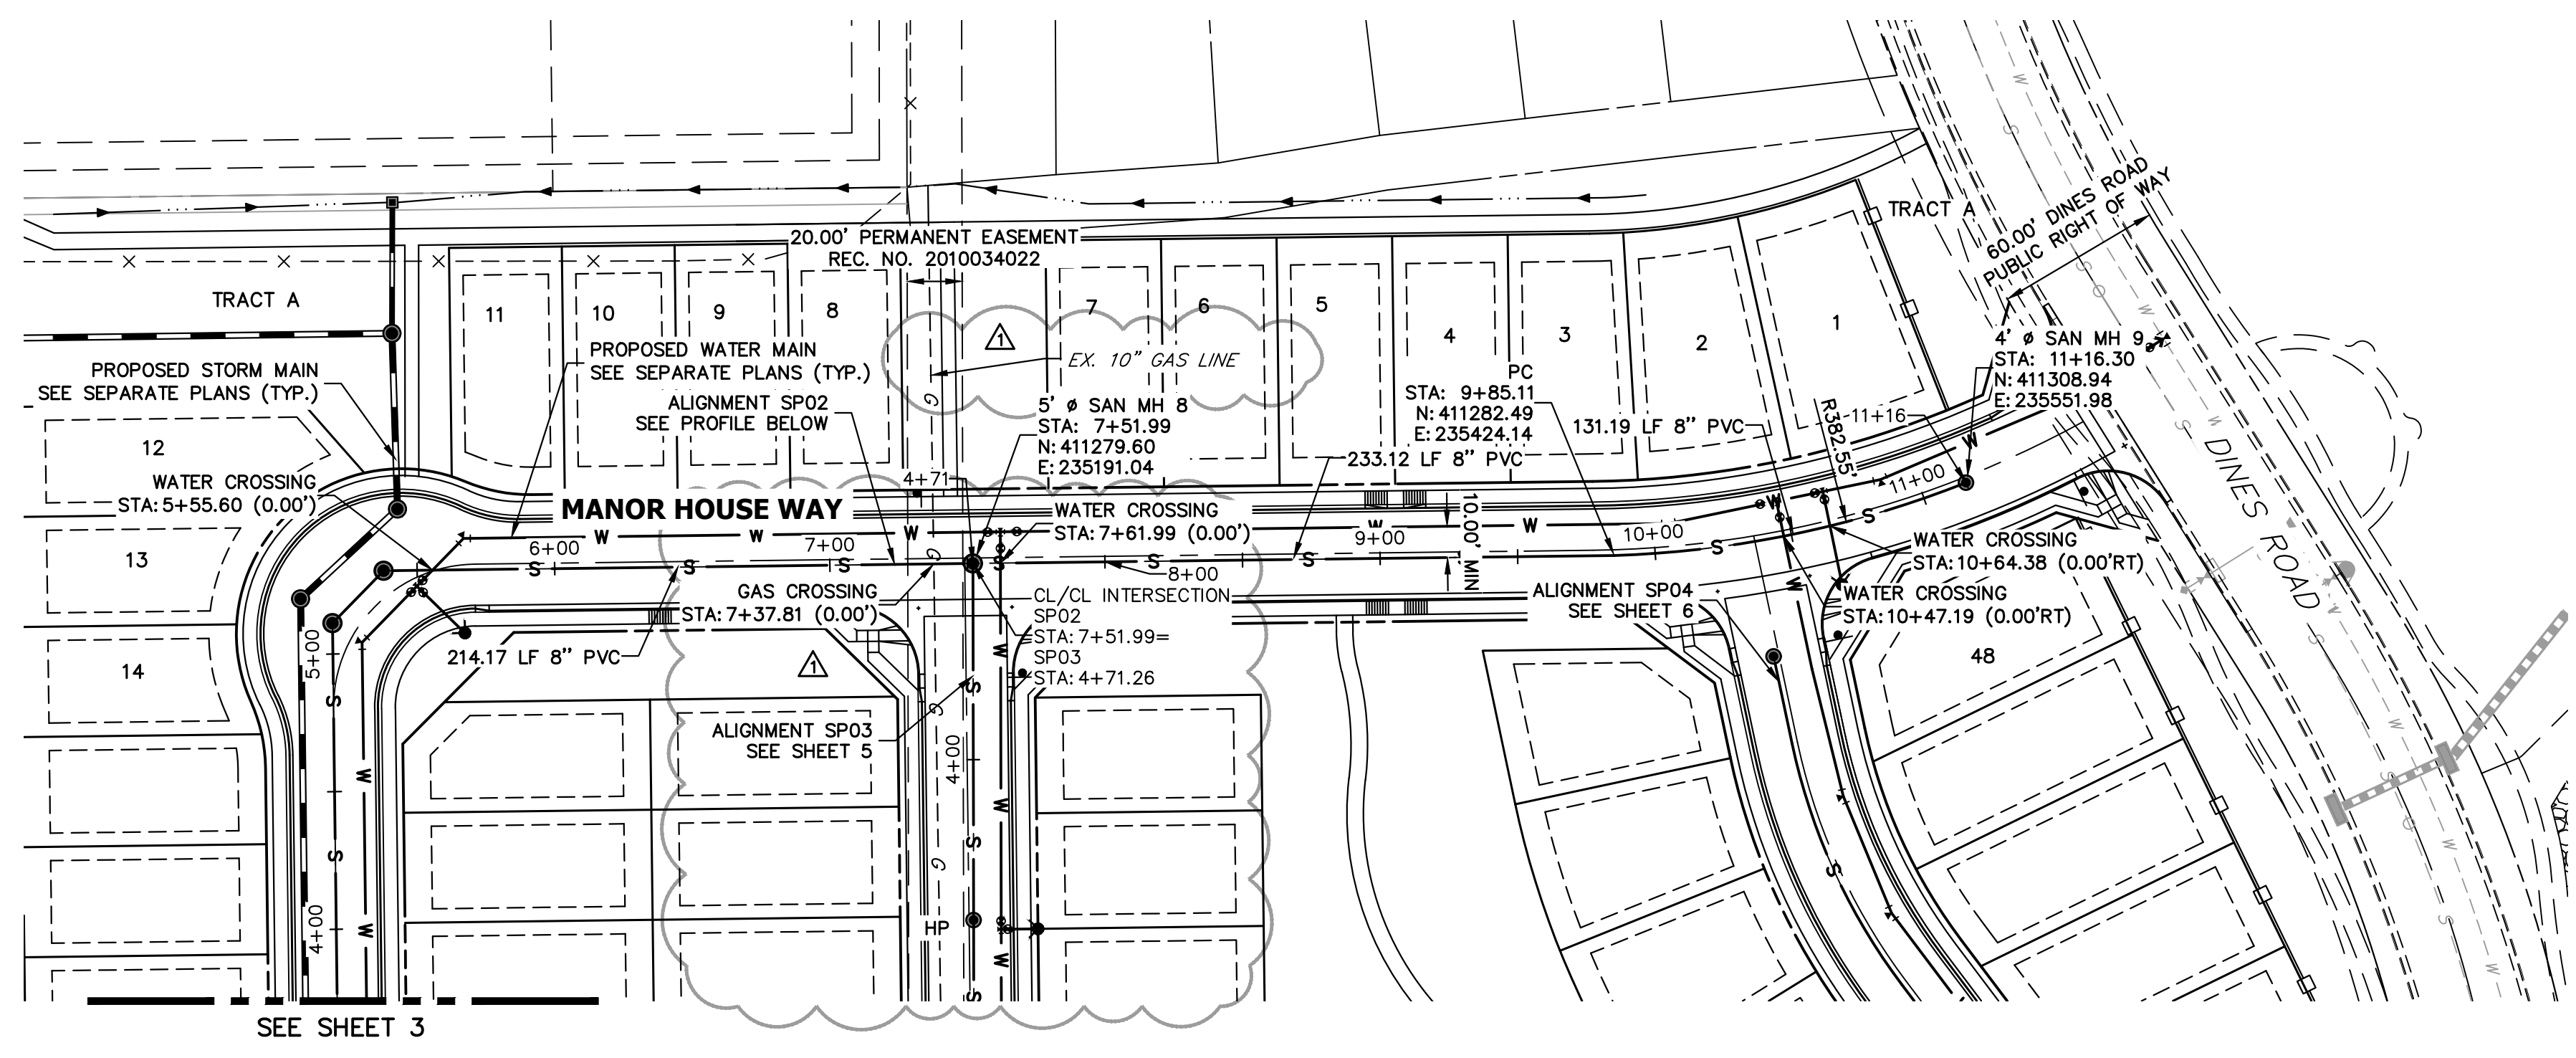 20.00' PERMANENT EASEMENT
REC. NO. 2010034022
TRACT A
60.00' DINES ROAD
PUBLIC RIGHT OF WAY
TRACT A
11
10
9
8
7
6
5
4
3
2
1
1
EX. 10" GAS LINE
PROPOSED WATER MAIN
SEE SEPARATE PLANS (TYP.)
PROPOSED STORM MAIN
SEE SEPARATE PLANS (TYP.)
ALIGNMENT SP02
SEE PROFILE BELOW
5' ø SAN MH 8
STA: 7+51.99
N: 411279.60
E: 235191.04
PC
STA: 9+85.11
N: 411282.49
E: 235424.14
4' ø SAN MH 9
STA: 11+16.30
N: 411308.94
E: 235551.98
131.19 LF 8" PVC
233.12 LF 8" PVC
R382.55'
11+16
12
13
14
WATER CROSSING
STA: 5+55.60 (0.00')
MANOR HOUSE WAY
4+71
WATER CROSSING
STA: 7+61.99 (0.00')
10.00' MIN
6+00
7+00
8+00
9+00
10+00
11+00
W W W W W W W
S S S S S S S S
G G G G
GAS CROSSING
STA: 7+37.81 (0.00')
CL/CL INTERSECTION
SP02
STA: 7+51.99=
SP03
STA: 4+71.26
214.17 LF 8" PVC
1
ALIGNMENT SP03
SEE SHEET 5
ALIGNMENT SP04
SEE SHEET 6
WATER CROSSING
STA: 10+64.38 (0.00'RT)
WATER CROSSING
STA: 10+47.19 (0.00'RT)
48
DINES ROAD
5+00
4+00
4+00
HP
SEE SHEET 3